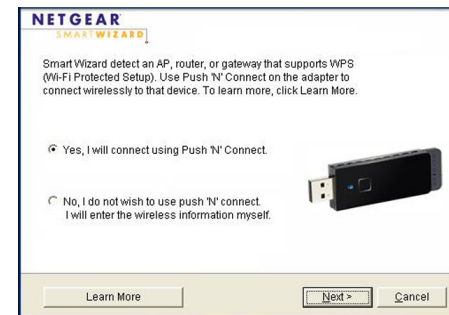 NETGEAR
SMARTWIZARD
Smart Wizard detect an AP, router, or gateway that supports WPS
(Wi-Fi Protected Setup). Use Push 'N' Connect on the adapter to
connect wirelessly to that device. To learn more, click Learn More.
Yes, I will connect using Push 'N' Connect.
No, I do not wish to use push 'N' connect.
I will enter the wireless information myself.
Learn More
Next >
Cancel